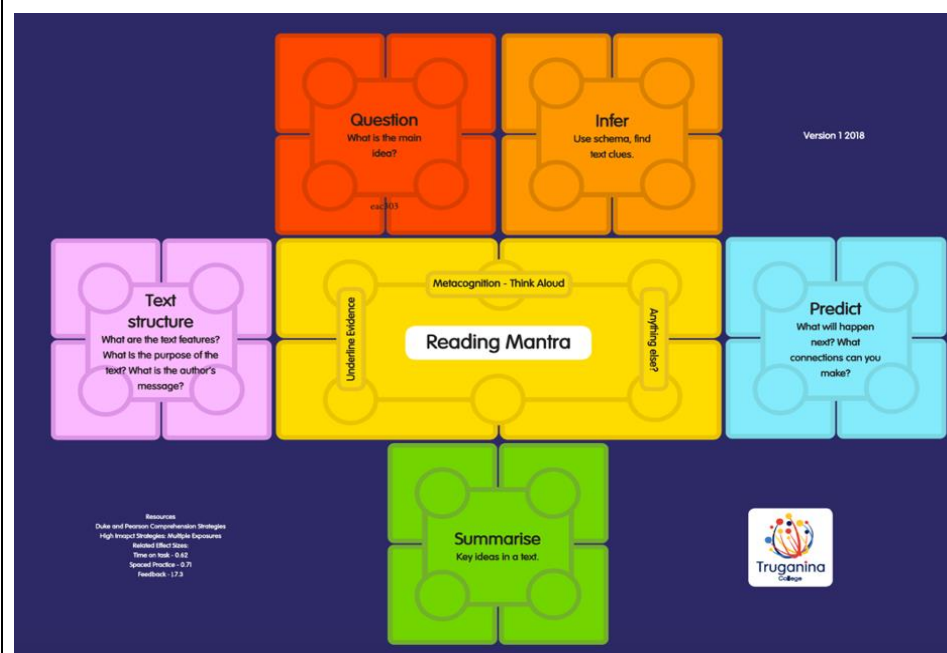 Question
What is the main
idea?
eac303
Infer
Use schema, find
text clues.
Version 1 2018
Text
structure
What are the text features?
What is the purpose of the
text? What is the author's
message?
Underline Evidence
Metacognition - Think Aloud
Reading Mantra
Anything else?
Predict
What will happen
next? What
connections can you
make?
Summarise
Key ideas in a text.
Resources
Duke and Pearson Comprehension Strategies
High Imapct Strategies: Multiple Exposures
Related Effect Sizes:
Time on task - 0.62
Spaced Practice - 0.71
Feedback - 1.7.3
Truganina
College